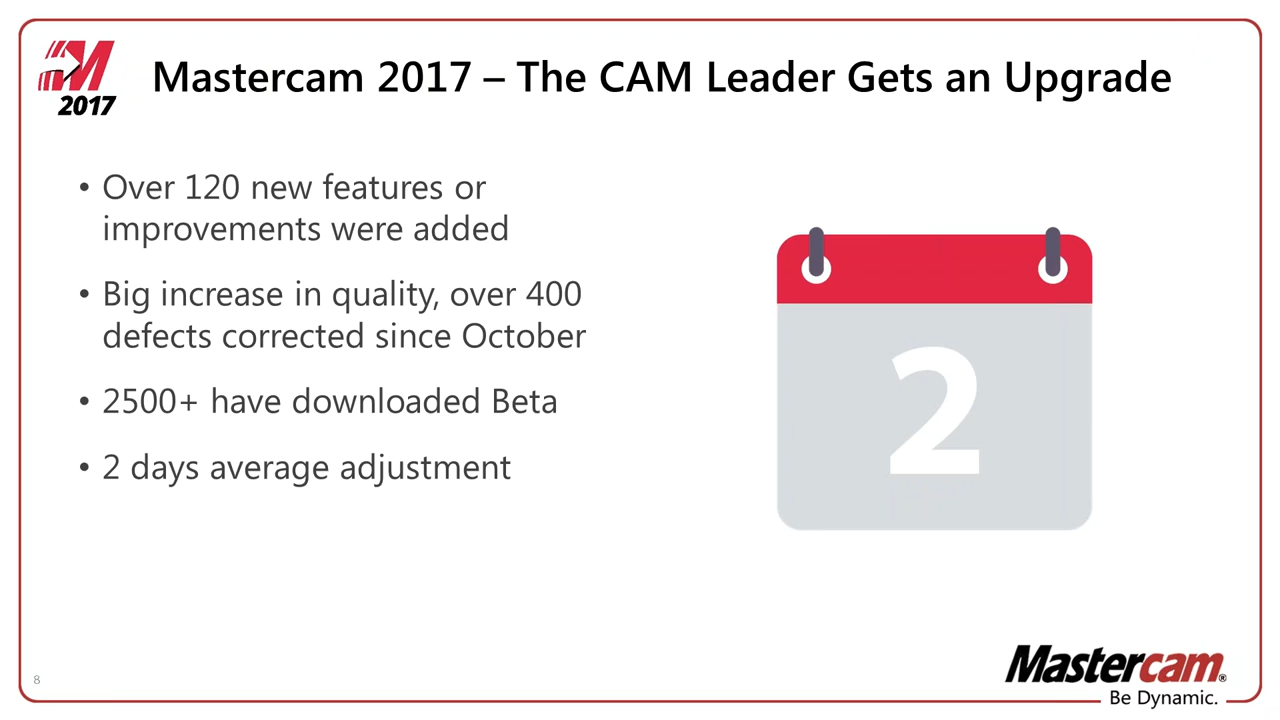 2017
Mastercam 2017 – The CAM Leader Gets an Upgrade
• Over 120 new features or
improvements were added
• Big increase in quality, over 400
defects corrected since October
• 2500+ have downloaded Beta
• 2 days average adjustment
2
8
Mastercam®
Be Dynamic.